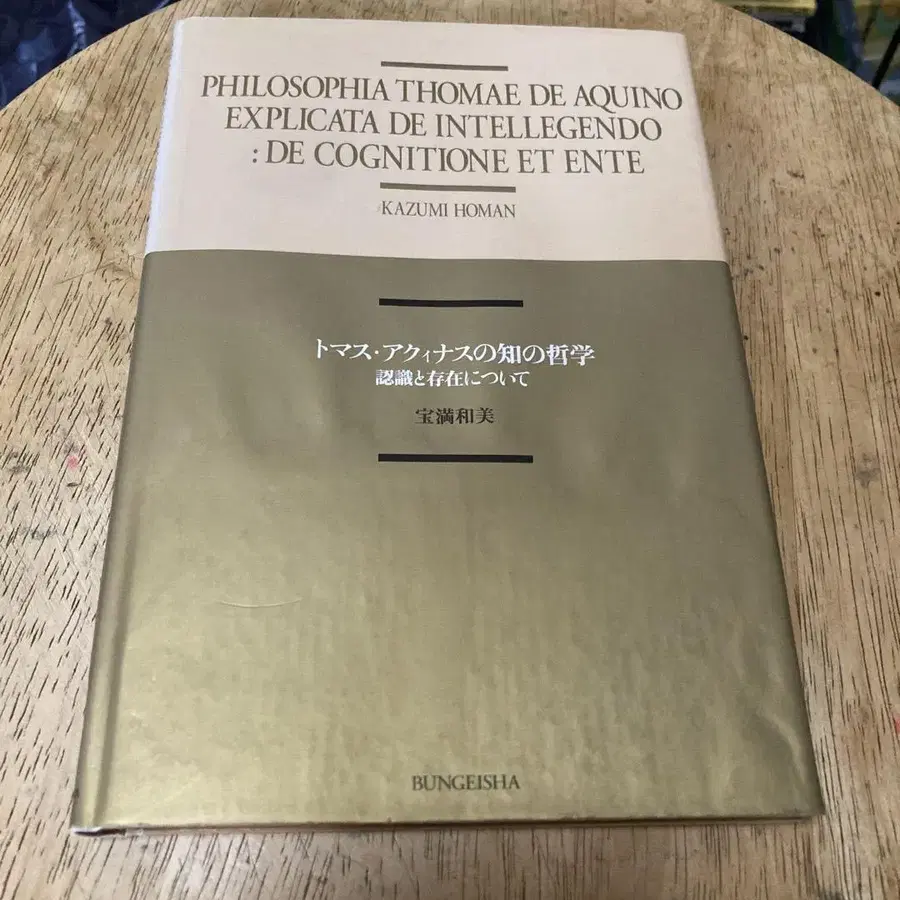 PHILOSOPHIA THOMAE DE AQUINO
EXPLICATA DE INTELLEGENDO
: DE COGNITIONE ET ENTE
KAZUMI HOMAN
トマス・アクィナスの知の哲学
認識と存在について
宝満和美
BUNGEISHA